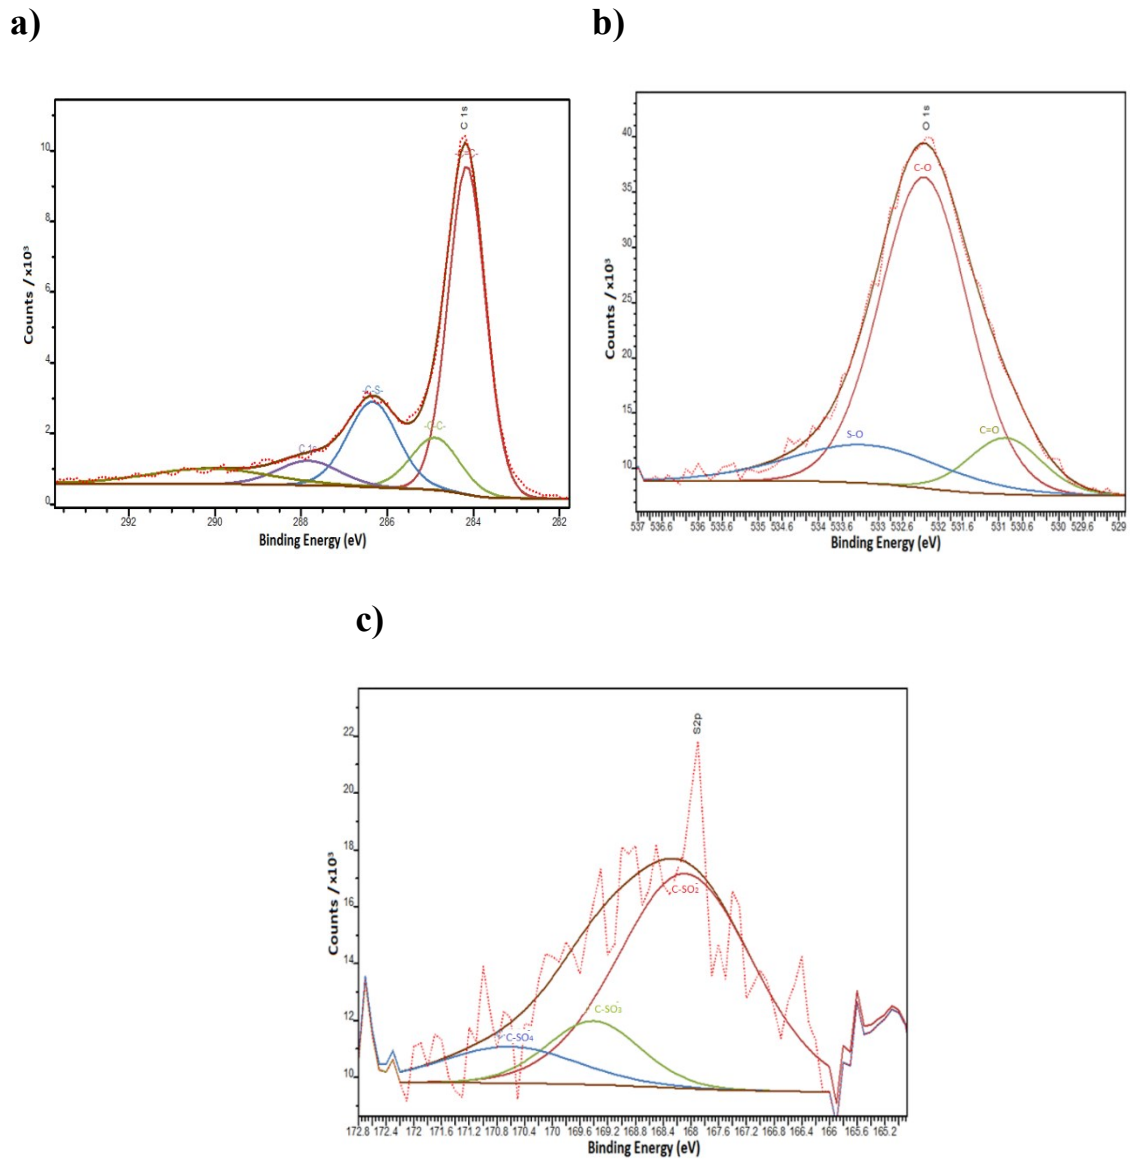 a)
C 1s
-C=C-
-C-S-
-C-C-
C 1s
10
8
6
4
2
0
Counts / x10³
292 290 288 286 284 282
Binding Energy (eV)
b)
O 1s
C-O
S-O
C=O
40
35
30
25
20
15
10
Counts / x10³
537 536.6 536 535.6 535 534.6 534 533.6 533 532.6 532 531.6 531 530.6 530 529.6 529
Binding Energy (eV)
c)
S2p
C-SO₂⁻
C-SO₃⁻
C-SO₄⁻
22
20
18
16
14
12
10
Counts / x10³
172.8 172.4 172 171.6 171.2 170.8 170.4 170 169.6 169.2 168.8 168.4 168 167.6 167.2 166.8 166.4 166 165.6 165.2
Binding Energy (eV)